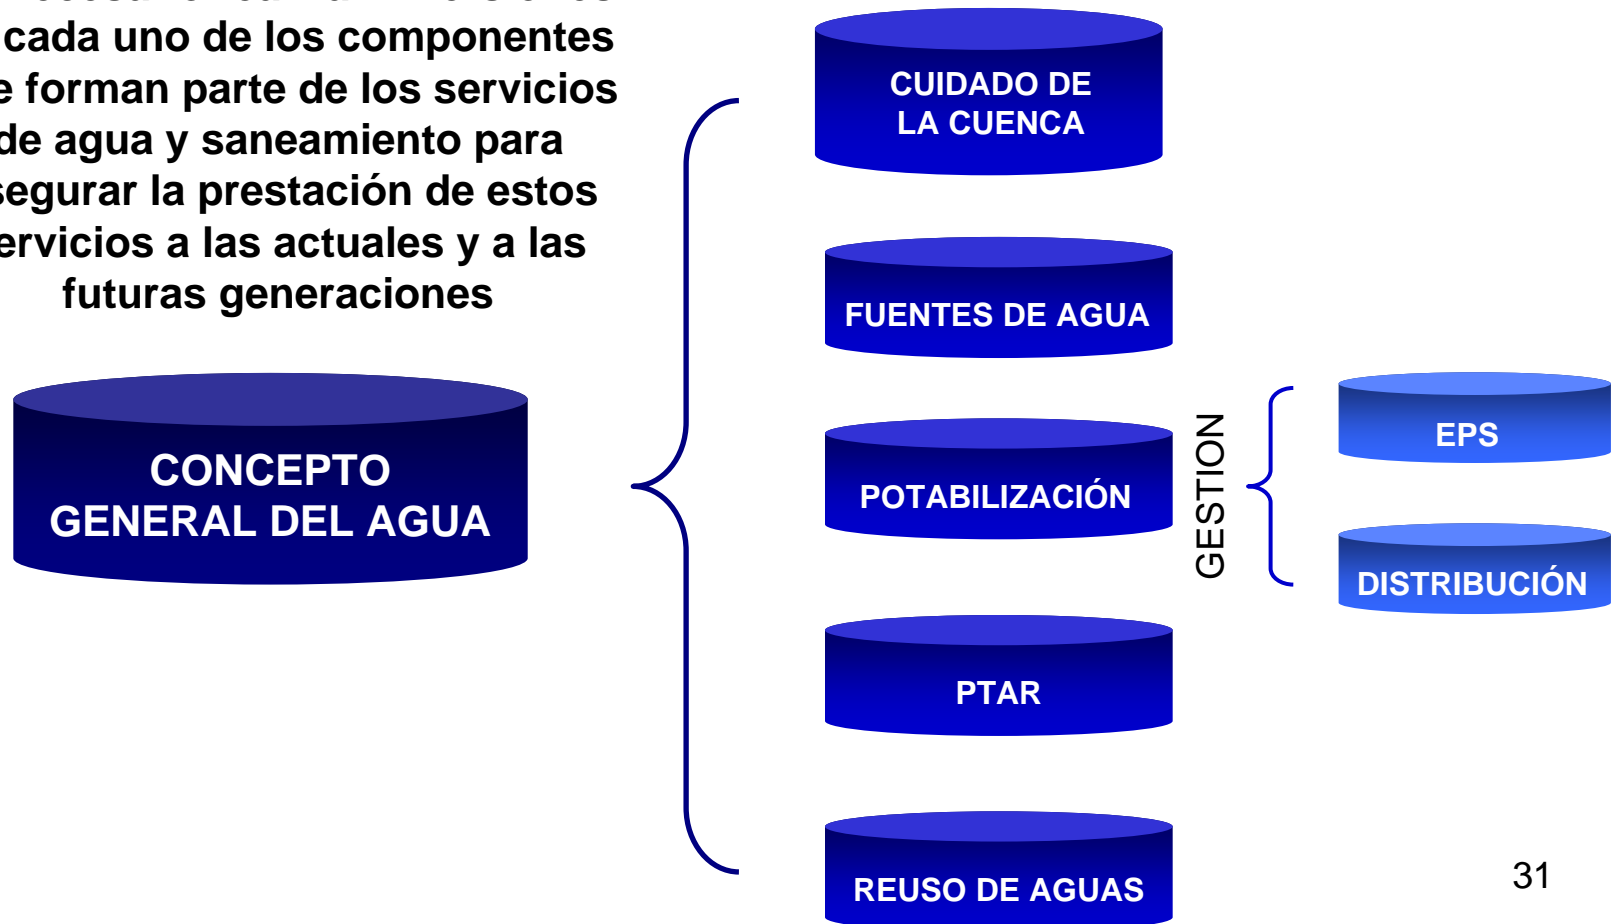 cada uno de los componentes
forman parte de los servicios
de agua y saneamiento para
segurar la prestación de estos
ervicios a las actuales y a las
futuras generaciones
CONCEPTO
GENERAL DEL AGUA
CUIDADO DE
LA CUENCA
FUENTES DE AGUA
POTABILIZACIÓN
PTAR
REUSO DE AGUAS
GESTION
EPS
DISTRIBUCIÓN
31